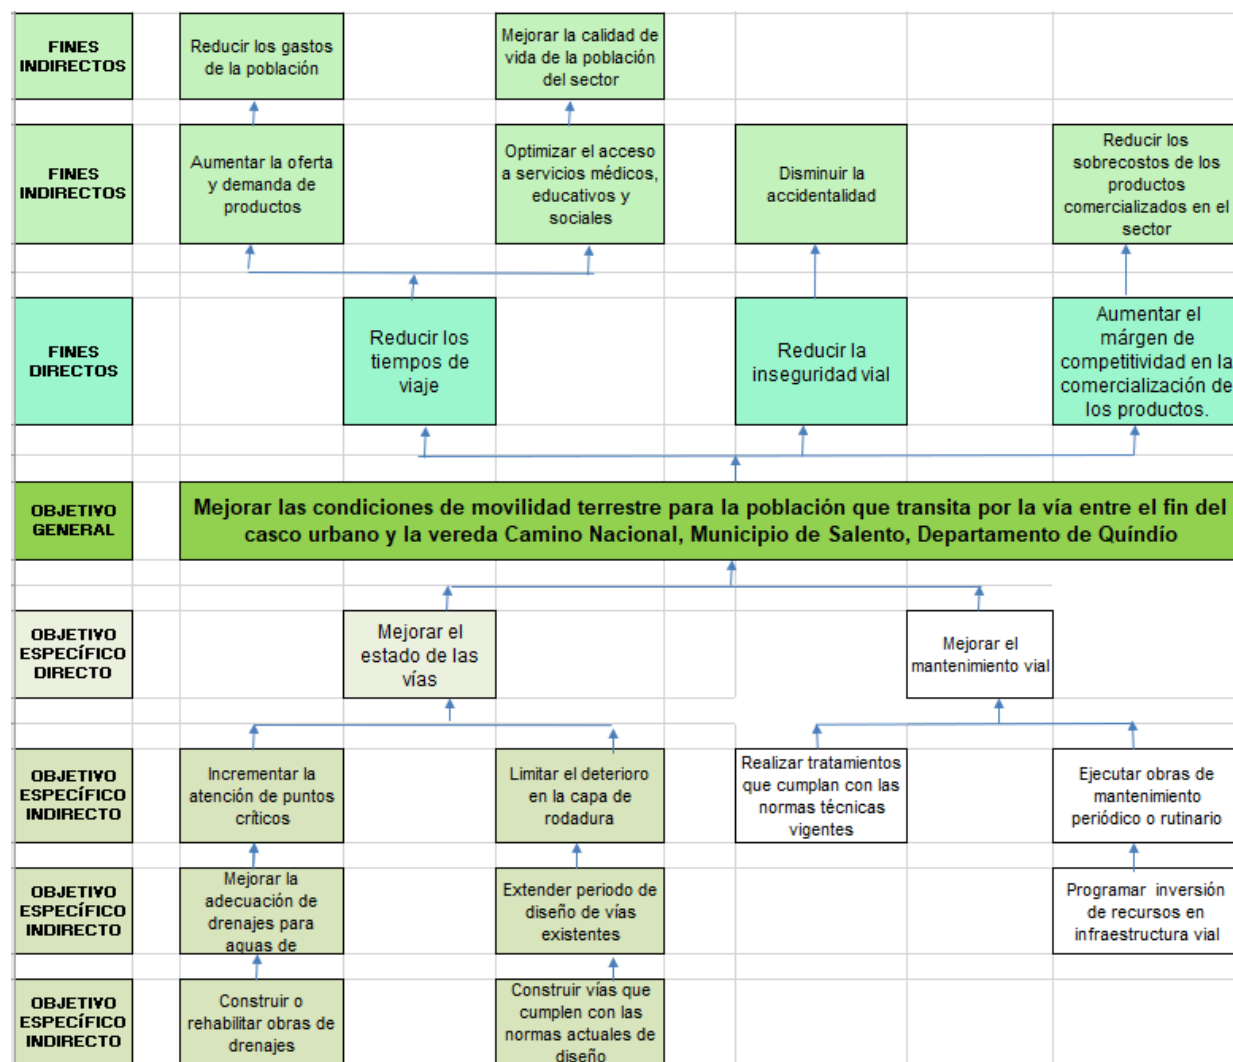 FINES
INDIRECTOS
Reducir los gastos
de la población
Mejorar la calidad de
vida de la población
del sector
FINES
INDIRECTOS
Aumentar la oferta
y demanda de
productos
Optimizar el acceso
a servicios médicos,
educativos y
sociales
Disminuir la
accidentalidad
Reducir los
sobrecostos de los
productos
comercializados en el
sector
FINES
DIRECTOS
Reducir los
tiempos de
viaje
Reducir la
inseguridad vial
Aumentar el
márgen de
competitividad en la
comercialización de
los productos.
OBJETIVO
GENERAL
Mejorar las condiciones de movilidad terrestre para la población que transita por la vía entre el fin del
casco urbano y la vereda Camino Nacional, Municipio de Salento, Departamento de Quíndío
OBJETIVO
ESPECÍFICO
DIRECTO
Mejorar el
estado de las
vías
Mejorar el
mantenimiento vial
OBJETIVO
ESPECÍFICO
INDIRECTO
Incrementar la
atención de puntos
críticos
Limitar el deterioro
en la capa de
rodadura
Realizar tratamientos
que cumplan con las
normas técnicas
vigentes
Ejecutar obras de
mantenimiento
periódico o rutinario
OBJETIVO
ESPECÍFICO
INDIRECTO
Mejorar la
adecuación de
drenajes para
aguas de
Extender periodo de
diseño de vías
existentes
Programar inversión
de recursos en
infraestructura vial
OBJETIVO
ESPECÍFICO
INDIRECTO
Construir o
rehabilitar obras de
drenajes
Construir vías que
cumplen con las
normas actuales de
diseño